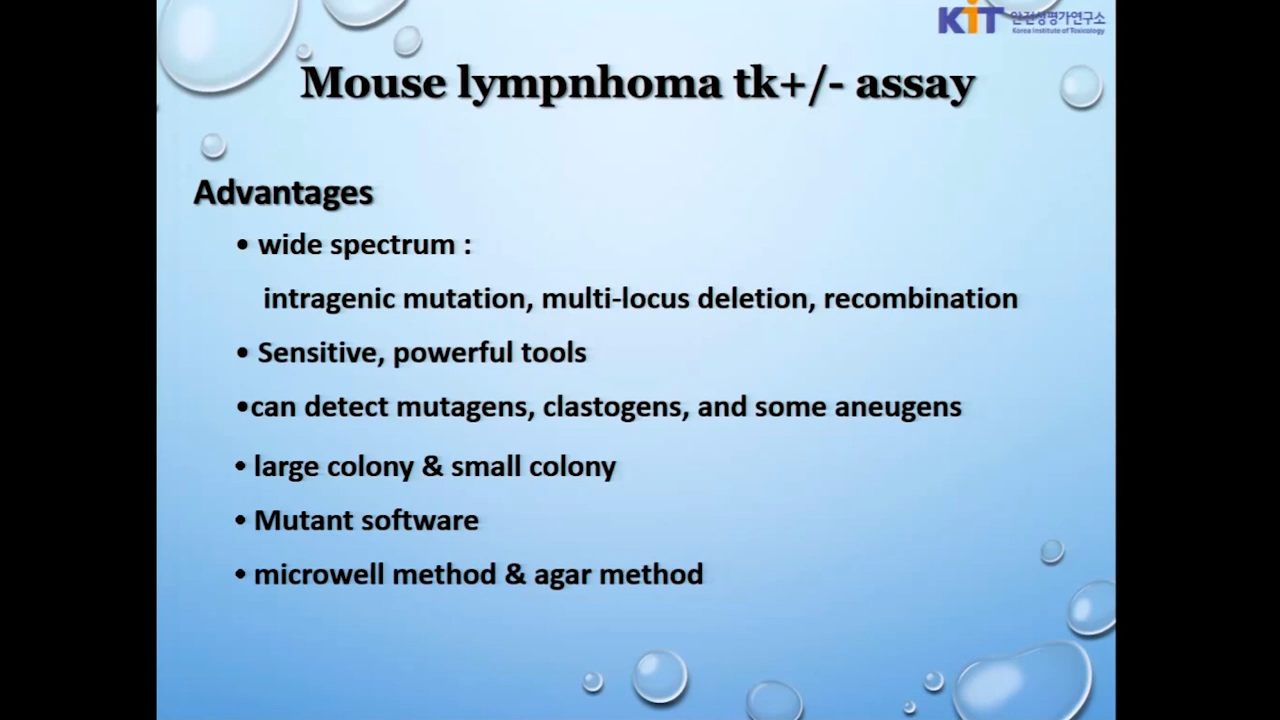 KIT 안전성평가연구소
Korea Institute of Toxicology
Mouse lympnhoma tk+/- assay
Advantages
• wide spectrum :
intragenic mutation, multi-locus deletion, recombination
• Sensitive, powerful tools
•can detect mutagens, clastogens, and some aneugens
• large colony & small colony
• Mutant software
• microwell method & agar method